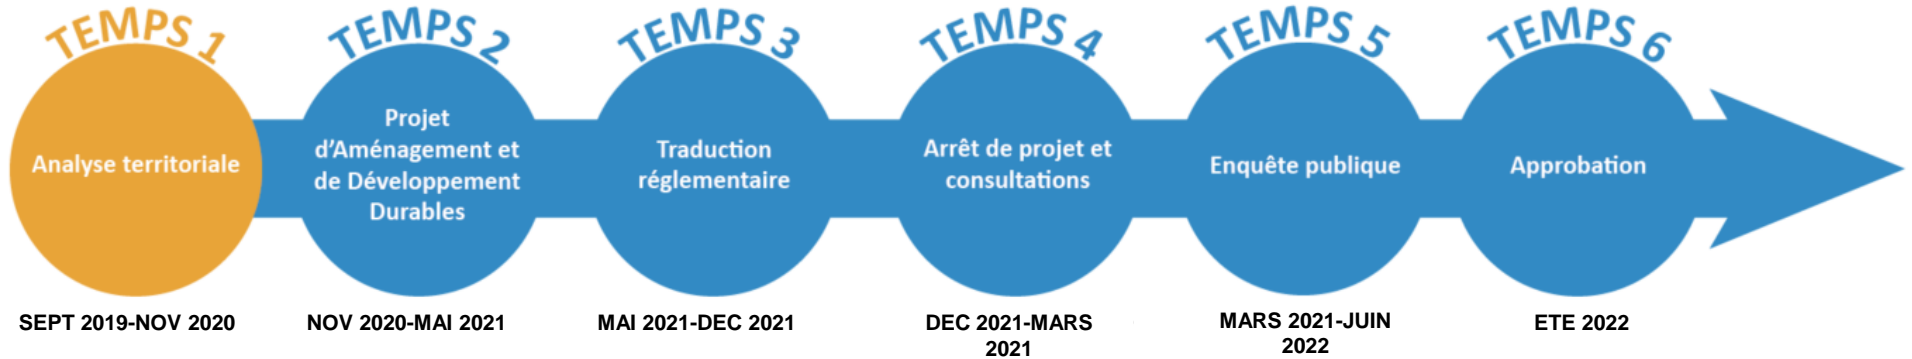 TEMPS 1
Analyse territoriale
SEPT 2019-NOV 2020
TEMPS 2
Projet
d’Aménagement et
de Développement
Durables
NOV 2020-MAI 2021
TEMPS 3
Traduction
réglementaire
MAI 2021-DEC 2021
TEMPS 4
Arrêt de projet et
consultations
DEC 2021-MARS
2021
TEMPS 5
Enquête publique
MARS 2021-JUIN
2022
TEMPS 6
Approbation
ETE 2022